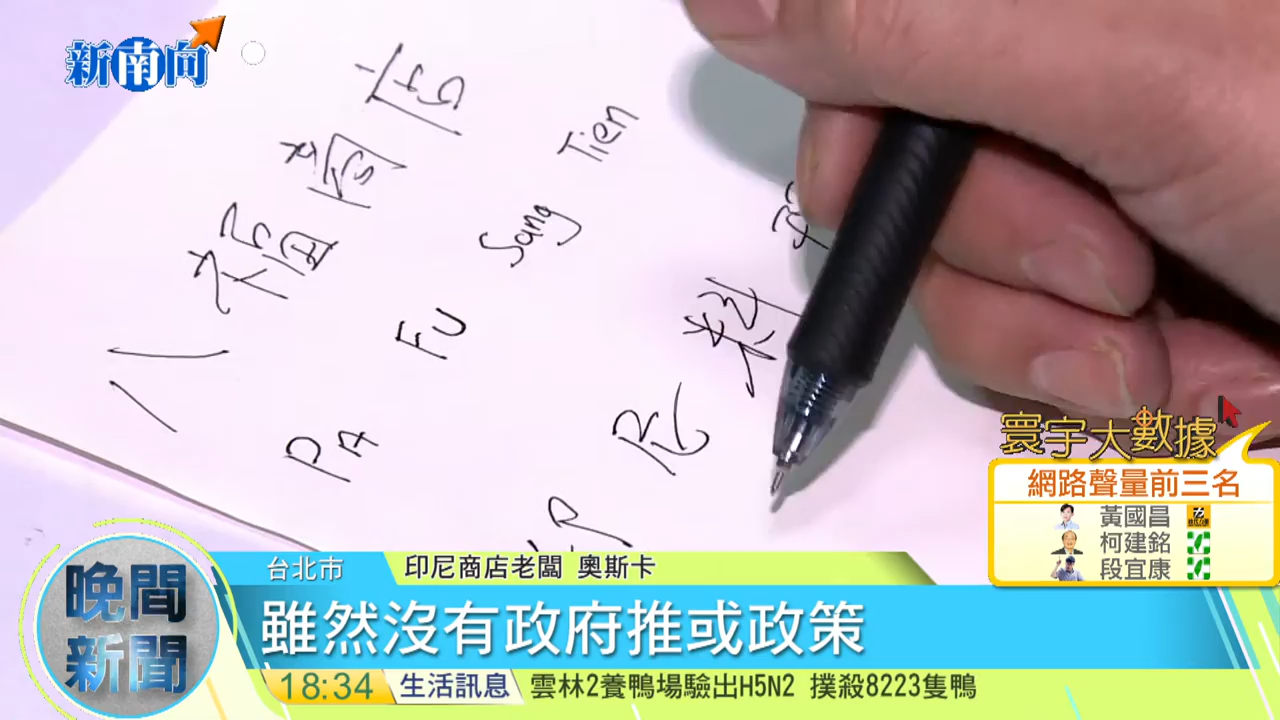 新南向
八福商店
PA FU Sang Tien
印尼料理
寰宇大數據
網路聲量前三名
黃國昌
柯建銘
段宜康
台北市
印尼商店老闆 奧斯卡
雖然沒有政府推或政策
晚間新聞
18:34
生活訊息
雲林2養鴨場驗出H5N2 撲殺8223隻鴨